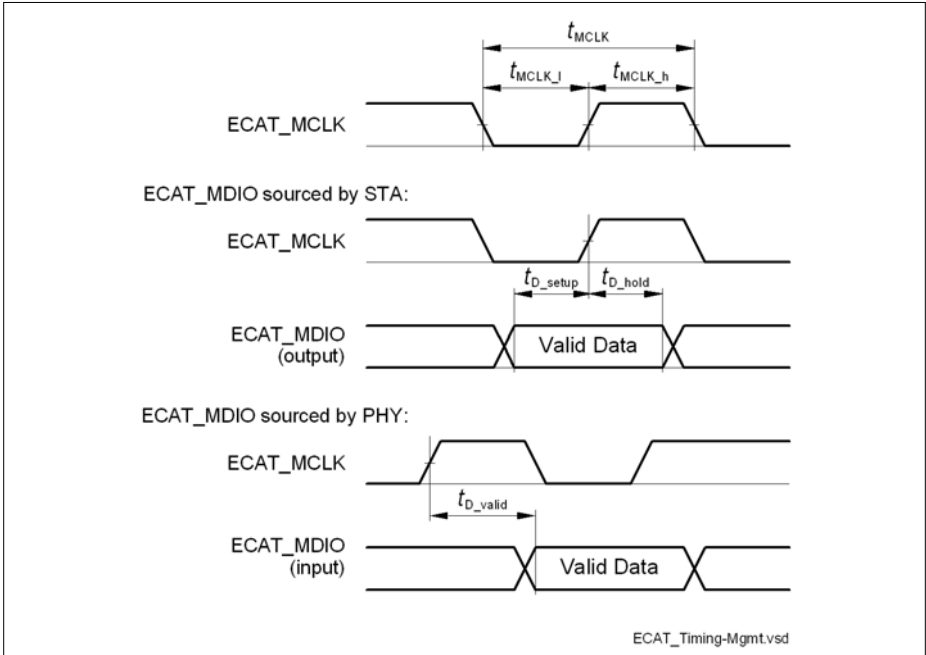 tMCLK
tMCLK_l tMCLK_h
ECAT_MCLK
ECAT_MDIO sourced by STA:
ECAT_MCLK
tD_setup tD_hold
ECAT_MDIO
(output)
Valid Data
ECAT_MDIO sourced by PHY:
ECAT_MCLK
tD_valid
ECAT_MDIO
(input)
Valid Data
ECAT_Timing-Mgmt.vsd